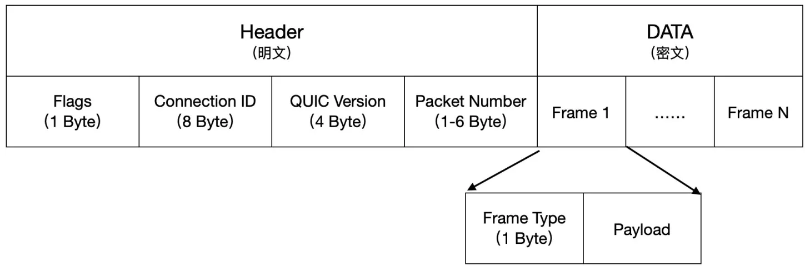 Header
(明文)
DATA
(密文)
Flags
(1 Byte)
Connection ID
(8 Byte)
QUIC Version
(4 Byte)
Packet Number
(1-6 Byte)
Frame 1
……
Frame N
Frame Type
(1 Byte)
Payload